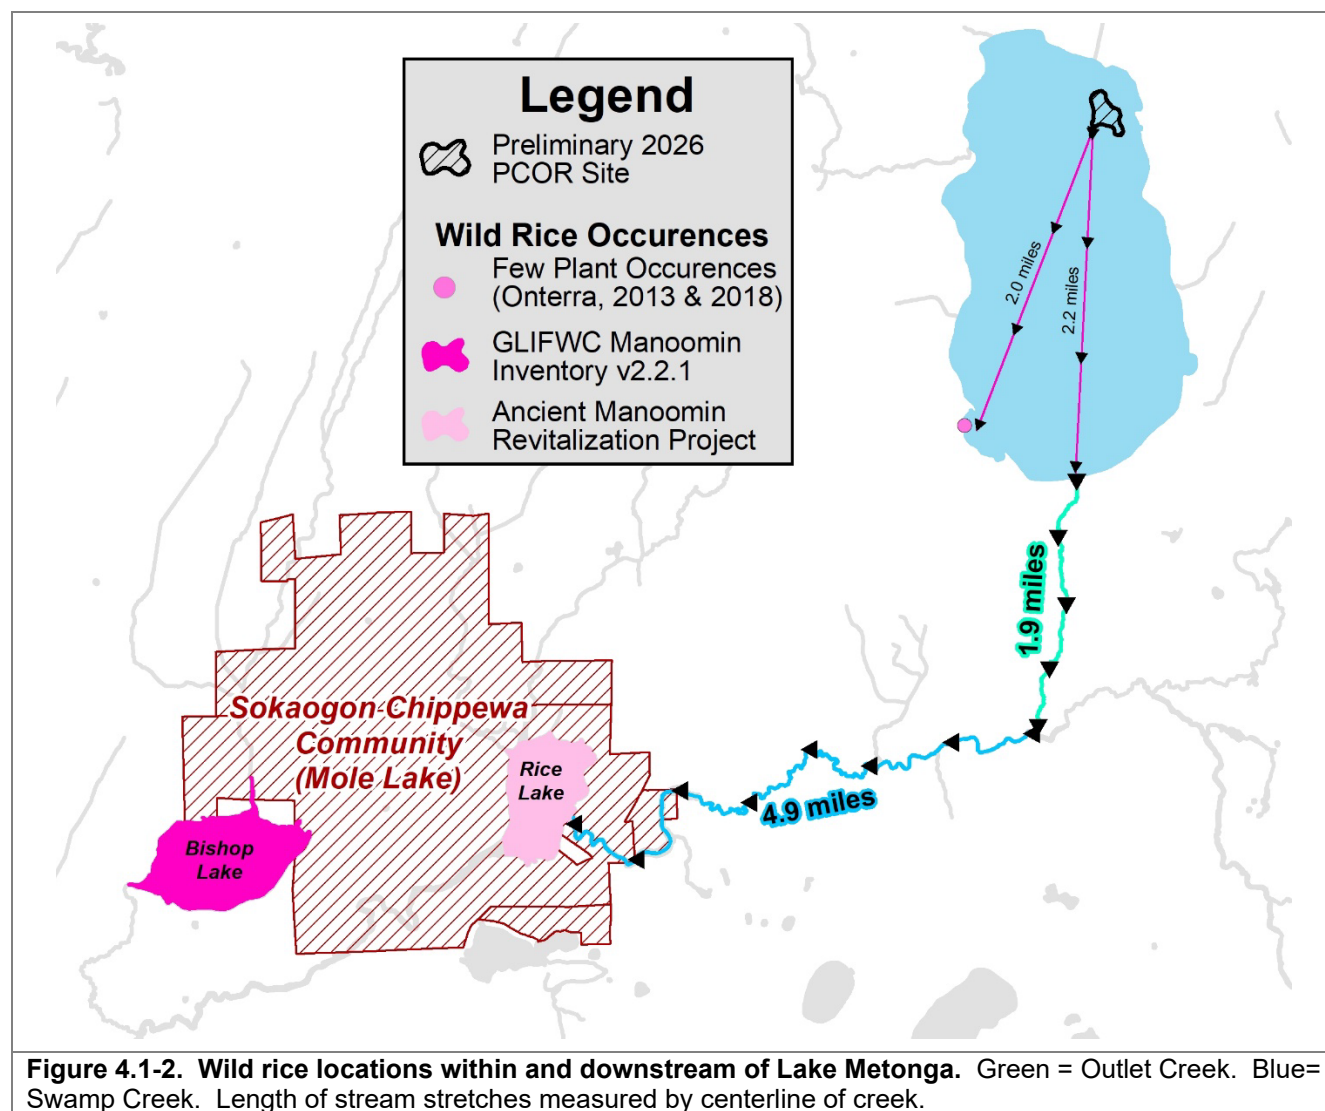 Legend
Preliminary 2026
PCOR Site
Wild Rice Occurences
Few Plant Occurences
(Onterra, 2013 & 2018)
GLIFWC Manoomin
Inventory v2.2.1
Ancient Manoomin
Revitalization Project
2.0 miles
2.2 miles
1.9 miles
4.9 miles
Sokaogon Chippewa
Community
(Mole Lake)
Rice
Lake
Bishop
Lake
Figure 4.1-2. Wild rice locations within and downstream of Lake Metonga. Green = Outlet Creek. Blue=
Swamp Creek. Length of stream stretches measured by centerline of creek.